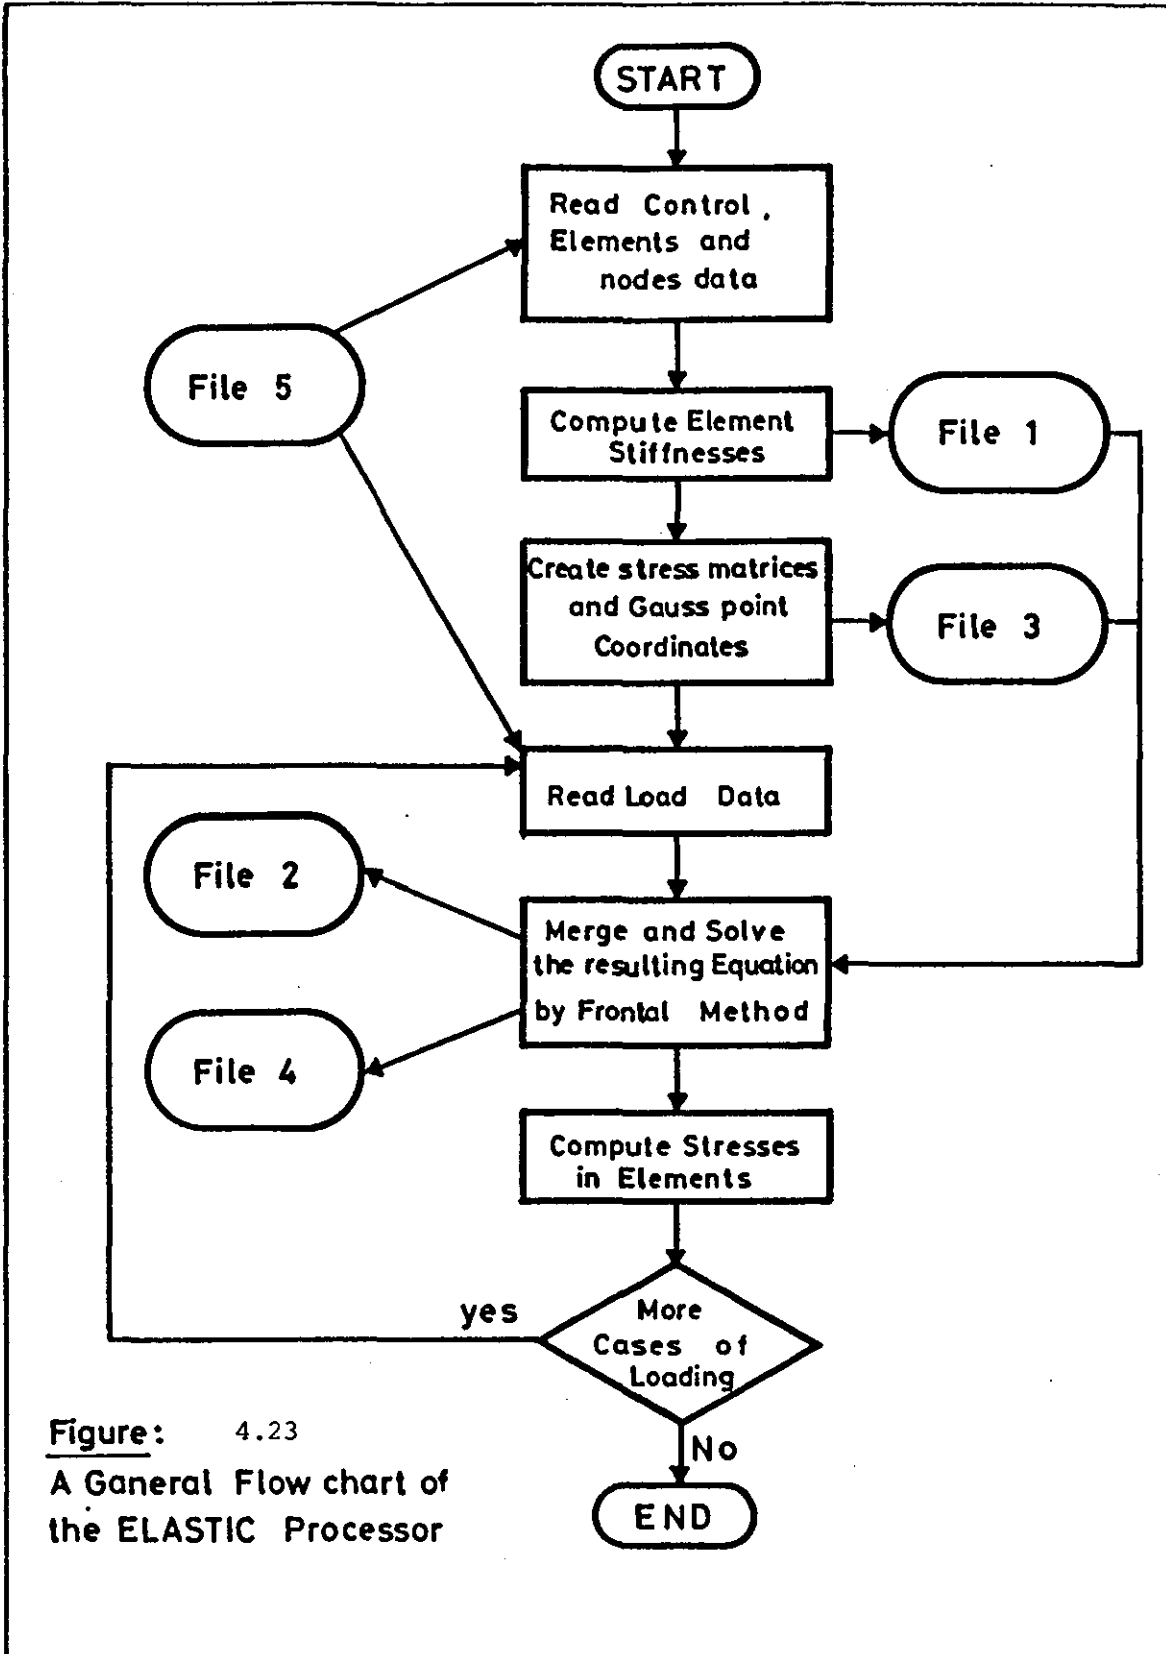 START
Read Control,
Elements and
nodes data
File 5
Compute Element
Stiffnesses
File 1
Create stress matrices
and Gauss point
Coordinates
File 3
Read Load Data
File 2
Merge and Solve
the resulting Equation
by Frontal Method
File 4
Compute Stresses
in Elements
yes
More
Cases of
Loading
No
END
Figure: 4.23
A Ganeral Flow chart of
the ELASTIC Processor